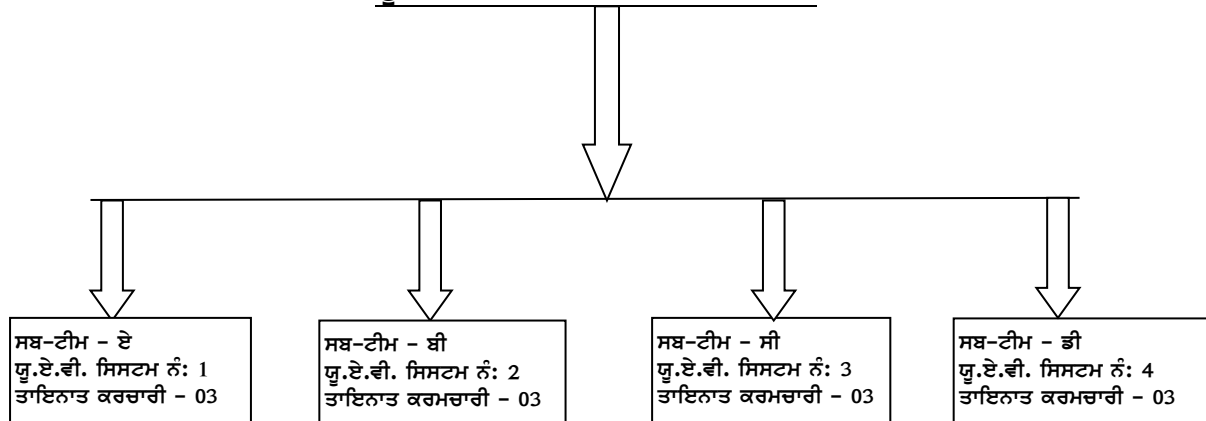 ਸਬ-ਟੀਮ - ਏ
ਯੂ.ਏ.ਵੀ. ਸਿਸਟਮ ਨੰ: 1
ਤਾਇਨਾਤ ਕਰਚਾਰੀ - 03
ਸਬ-ਟੀਮ - ਬੀ
ਯੂ.ਏ.ਵੀ. ਸਿਸਟਮ ਨੰ: 2
ਤਾਇਨਾਤ ਕਰਮਚਾਰੀ - 03
ਸਬ-ਟੀਮ - ਸੀ
ਯੂ.ਏ.ਵੀ. ਸਿਸਟਮ ਨੰ: 3
ਤਾਇਨਾਤ ਕਰਮਚਾਰੀ - 03
ਸਬ-ਟੀਮ - ਡੀ
ਯੂ.ਏ.ਵੀ. ਸਿਸਟਮ ਨੰ: 4
ਤਾਇਨਾਤ ਕਰਮਚਾਰੀ - 03